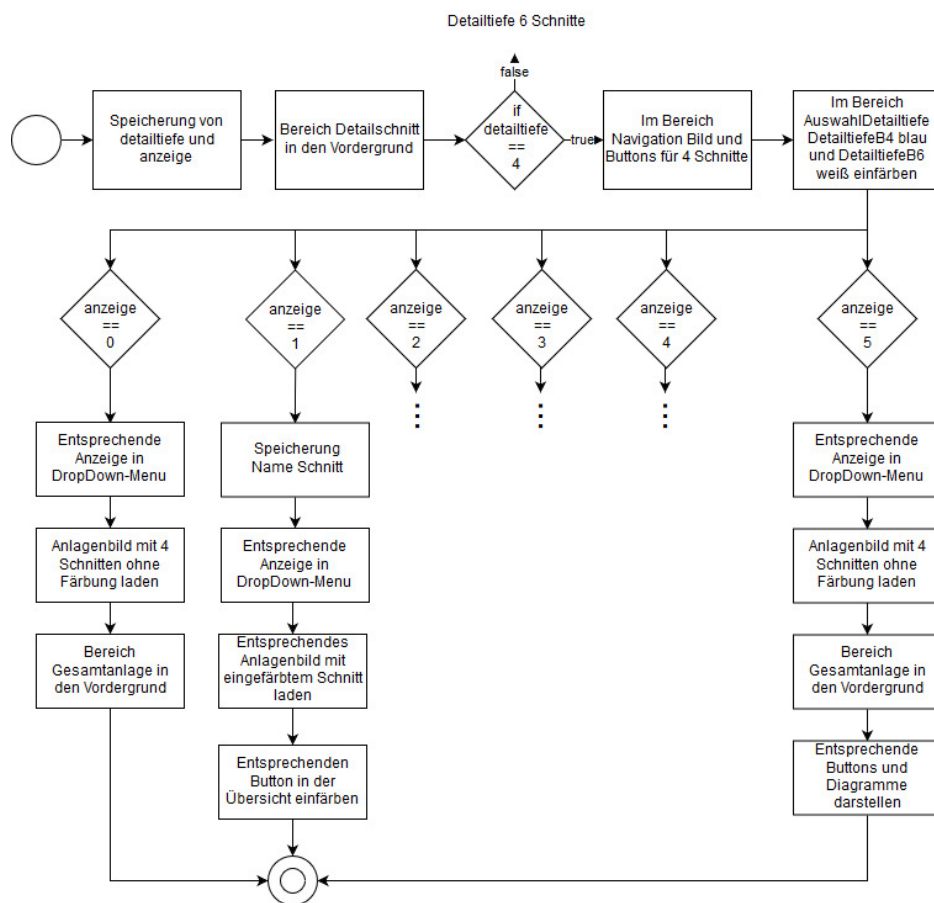 Detailtiefe 6 Schnitte
false
Speicherung von
detailtiefe und
anzeige
Bereich Detailschnitt
in den Vordergrund
if
detailtiefe
==
4
true
Im Bereich
Navigation Bild und
Buttons für 4 Schnitte
Im Bereich
AuswahlDetailtiefe
DetailtiefeB4 blau
und DetailtiefeB6
weiß einfärben
anzeige
==
0
anzeige
==
1
anzeige
==
2
anzeige
==
3
anzeige
==
4
anzeige
==
5
Entsprechende
Anzeige in
DropDown-Menu
Anlagenbild mit 4
Schnitten ohne
Färbung laden
Bereich
Gesamtanlage in
den Vordergrund
Speicherung
Name Schnitt
Entsprechende
Anzeige in
DropDown-Menu
Entsprechendes
Anlagenbild mit
eingefärbtem Schnitt
laden
Entsprechenden
Button in der
Übersicht einfärben
Entsprechende
Anzeige in
DropDown-Menu
Anlagenbild mit 4
Schnitten ohne
Färbung laden
Bereich
Gesamtanlage in
den Vordergrund
Entsprechende
Buttons und
Diagramme
darstellen